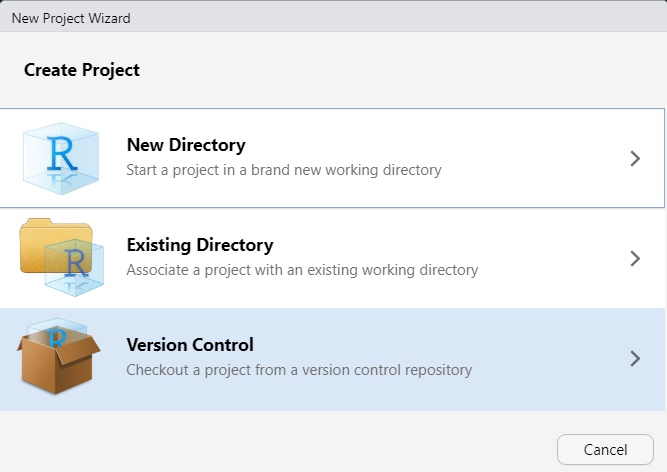 New Project Wizard
Create Project
R
New Directory
Start a project in a brand new working directory
R
Existing Directory
Associate a project with an existing working directory
R
Version Control
Checkout a project from a version control repository
Cancel